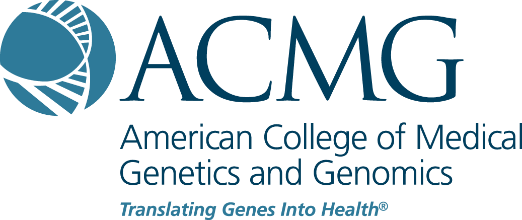 ACMG
American College of Medical
Genetics and Genomics
Translating Genes Into Health®